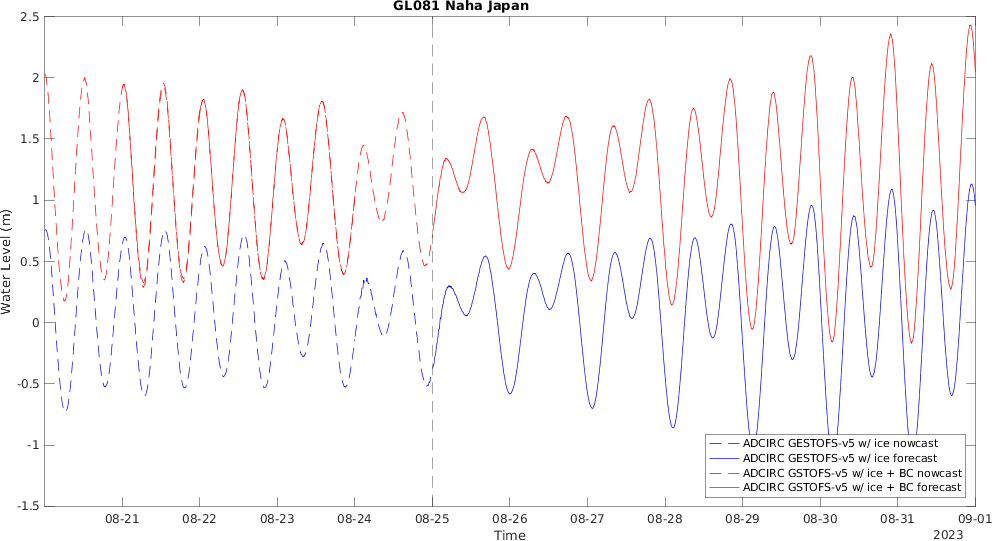 GL081 Naha Japan
2.5
2
1.5
1
0.5
0
-0.5
-1
-1.5
Water Level (m)
ADCIRC GESTOFS-v5 w/ ice nowcast
ADCIRC GESTOFS-v5 w/ ice forecast
ADCIRC GSTOFS-v5 w/ ice + BC nowcast
ADCIRC GSTOFS-v5 w/ ice + BC forecast
08-21 08-22 08-23 08-24 08-25 08-26 08-27 08-28 08-29 08-30 08-31 09-01
Time
2023